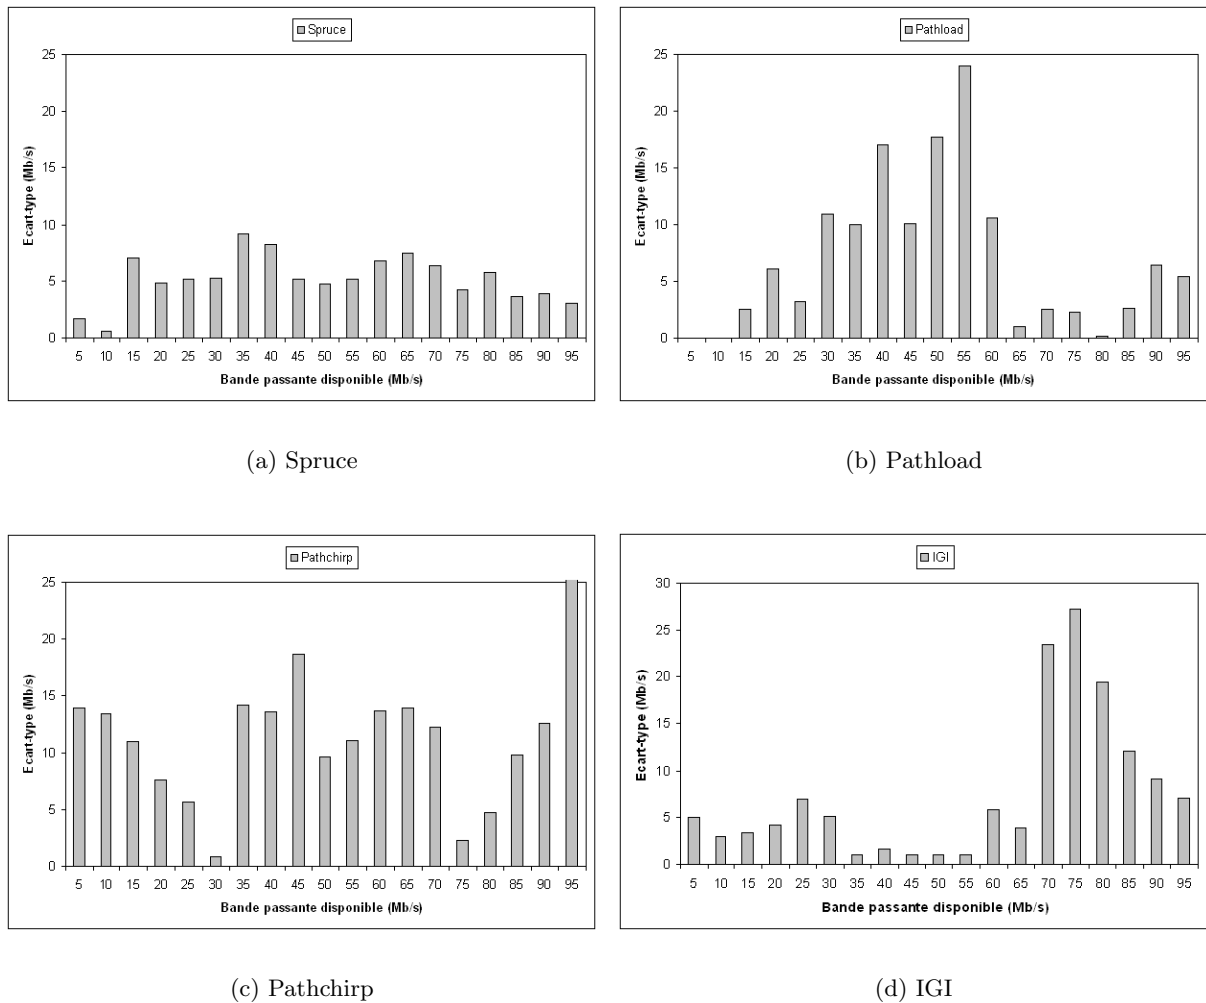 Spruce
25
20
15
10
5
0
Ecart-type (Mb/s)
5 10 15 20 25 30 35 40 45 50 55 60 65 70 75 80 85 90 95
Bande passante disponible (Mb/s)
(a) Spruce
Pathload
25
20
15
10
5
0
Ecart-type (Mb/s)
5 10 15 20 25 30 35 40 45 50 55 60 65 70 75 80 85 90 95
Bande passante disponible (Mb/s)
(b) Pathload
Pathchirp
25
20
15
10
5
0
Ecart-type (Mb/s)
5 10 15 20 25 30 35 40 45 50 55 60 65 70 75 80 85 90 95
Bande passante disponible (Mb/s)
(c) Pathchirp
IGI
30
25
20
15
10
5
0
Ecart-type (Mb/s)
5 10 15 20 25 30 35 40 45 50 55 60 65 70 75 80 85 90 95
Bande passante disponible (Mb/s)
(d) IGI